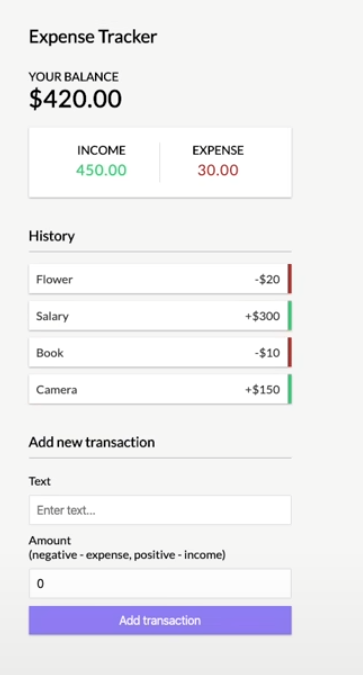 Expense Tracker
YOUR BALANCE
$420.00
INCOME EXPENSE
450.00 30.00
History
Flower -$20
Salary +$300
Book -$10
Camera +$150
Add new transaction
Text
Enter text...
Amount
(negative - expense, positive - income)
0
Add transaction